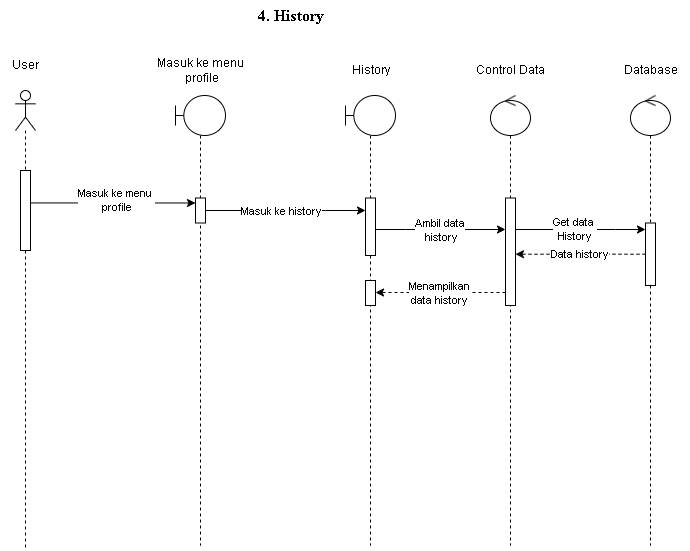 4. History
User
Masuk ke menu
profile
History
Control Data
Database
Masuk ke menu
profile
Masuk ke history
Ambil data
history
Get data
History
Data history
Menampilkan
data history